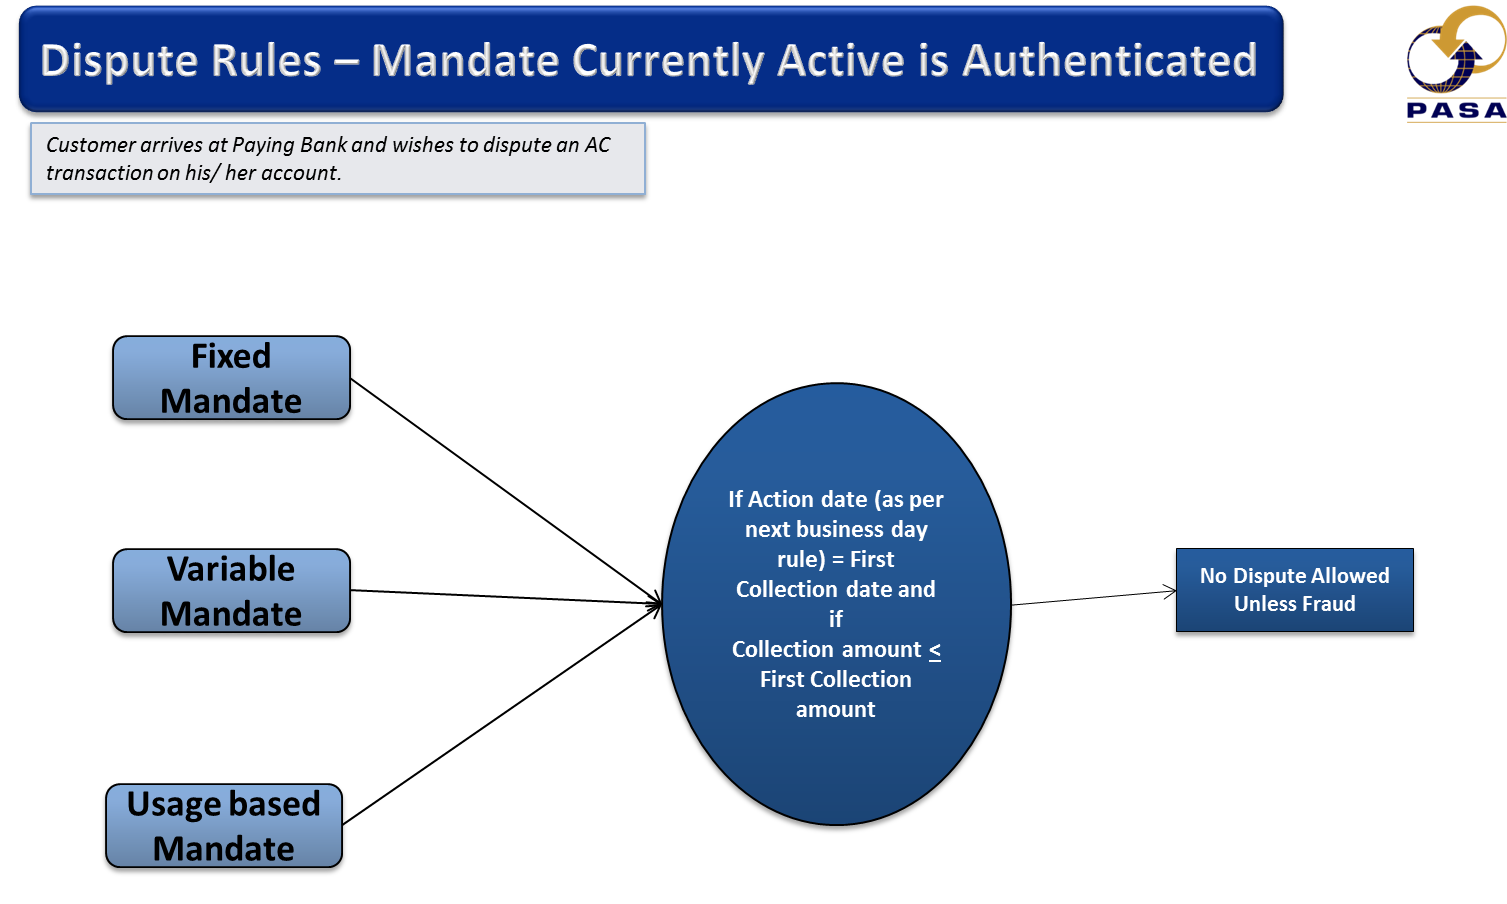 Dispute Rules – Mandate Currently Active is Authenticated
PASA
Customer arrives at Paying Bank and wishes to dispute an AC
transaction on his/ her account.
Fixed
Mandate
Variable
Mandate
Usage based
Mandate
If Action date (as per
next business day
rule) = First
Collection date and
if
Collection amount ≤
First Collection
amount
No Dispute Allowed
Unless Fraud